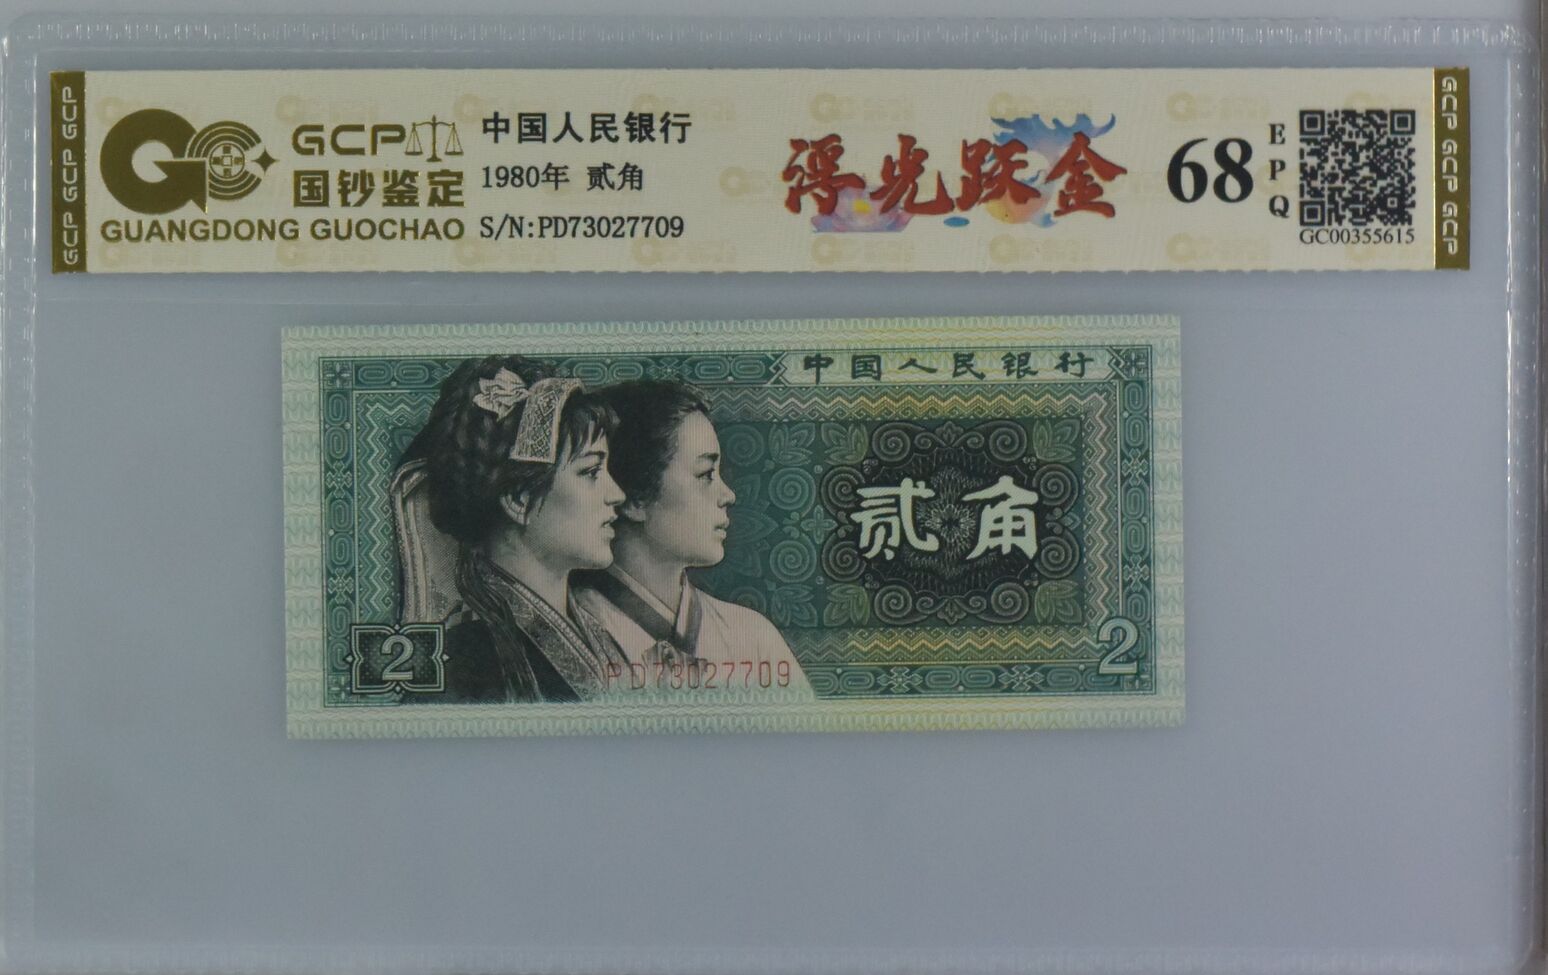 GCP GCP GCP
GCP
国钞鉴定
GUANGDONG GUOCHAO
中国人民银行
1980年 贰角
S/N:PD73027709
浮光跃金
68
EPQ
GC00355615
GCP GCP GCP
中国人民银行
贰角
2
PD73027709
2